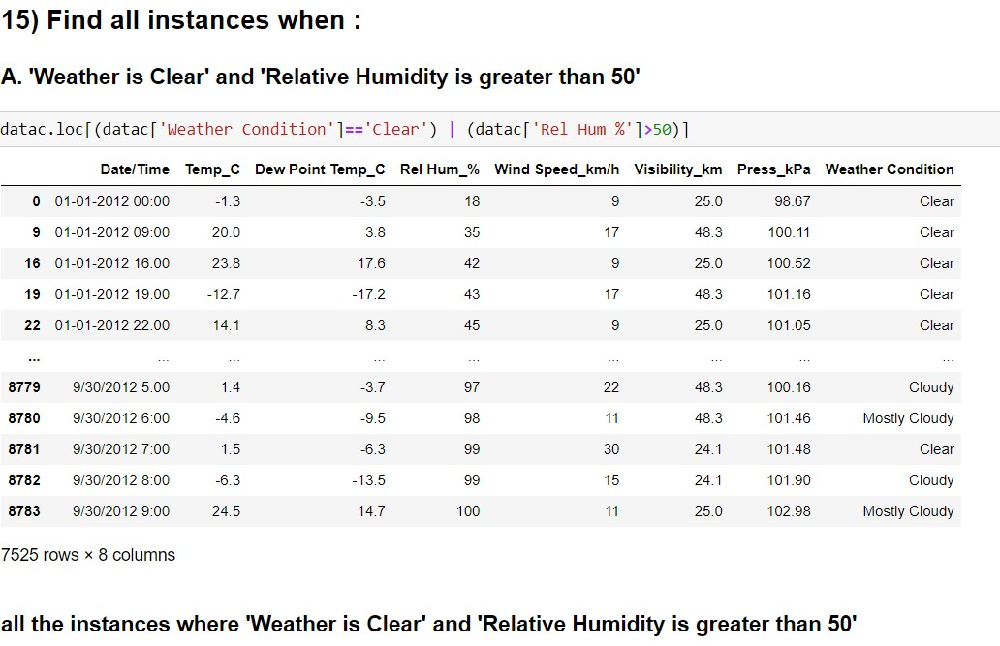 15) Find all instances when :
A. 'Weather is Clear' and 'Relative Humidity is greater than 50'
datac.loc[(datac['Weather Condition']=='Clear') | (datac['Rel Hum_%']>50)]
Date/Time Temp_C Dew Point Temp_C Rel Hum_% Wind Speed_km/h Visibility_km Press_kPa Weather Condition
0 01-01-2012 00:00 -1.3 -3.5 18 9 25.0 98.67 Clear
9 01-01-2012 09:00 20.0 3.8 35 17 48.3 100.11 Clear
16 01-01-2012 16:00 23.8 17.6 42 9 25.0 100.52 Clear
19 01-01-2012 19:00 -12.7 -17.2 43 17 48.3 101.16 Clear
22 01-01-2012 22:00 14.1 8.3 45 9 25.0 101.05 Clear
... ... ... ... ... ... ... ... ...
8779 9/30/2012 5:00 1.4 -3.7 97 22 48.3 100.16 Cloudy
8780 9/30/2012 6:00 -4.6 -9.5 98 11 48.3 101.46 Mostly Cloudy
8781 9/30/2012 7:00 1.5 -6.3 99 30 24.1 101.48 Clear
8782 9/30/2012 8:00 -6.3 -13.5 99 15 24.1 101.90 Cloudy
8783 9/30/2012 9:00 24.5 14.7 100 11 25.0 102.98 Mostly Cloudy
7525 rows × 8 columns
all the instances where 'Weather is Clear' and 'Relative Humidity is greater than 50'